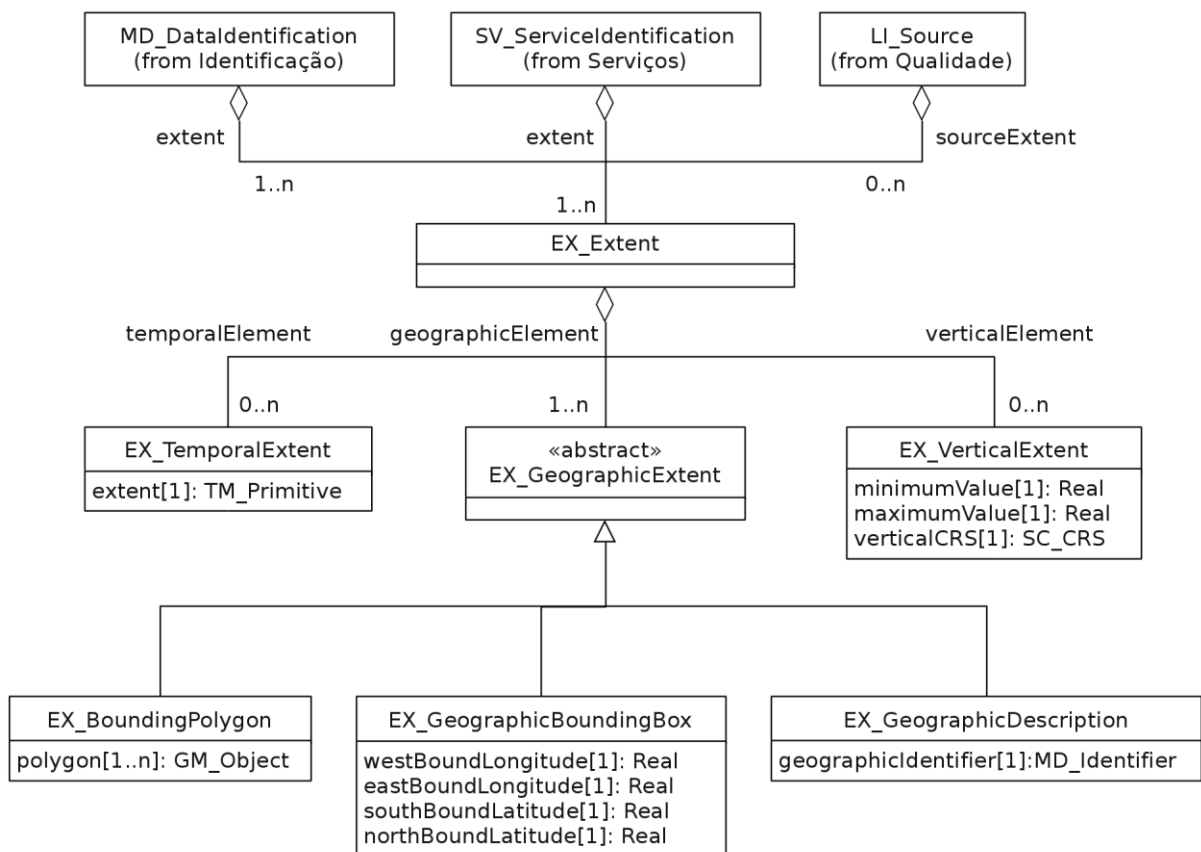 MD_DataIdentification
(from Identificação)
SV_ServiceIdentification
(from Serviços)
LI_Source
(from Qualidade)
extent
extent
sourceExtent
1..n
1..n
0..n
EX_Extent
temporalElement
geographicElement
verticalElement
0..n
1..n
0..n
EX_TemporalExtent
extent[1]: TM_Primitive
«abstract»
EX_GeographicExtent
EX_VerticalExtent
minimumValue[1]: Real
maximumValue[1]: Real
verticalCRS[1]: SC_CRS
EX_BoundingPolygon
polygon[1..n]: GM_Object
EX_GeographicBoundingBox
westBoundLongitude[1]: Real
eastBoundLongitude[1]: Real
southBoundLatitude[1]: Real
northBoundLatitude[1]: Real
EX_GeographicDescription
geographicIdentifier[1]:MD_Identifier